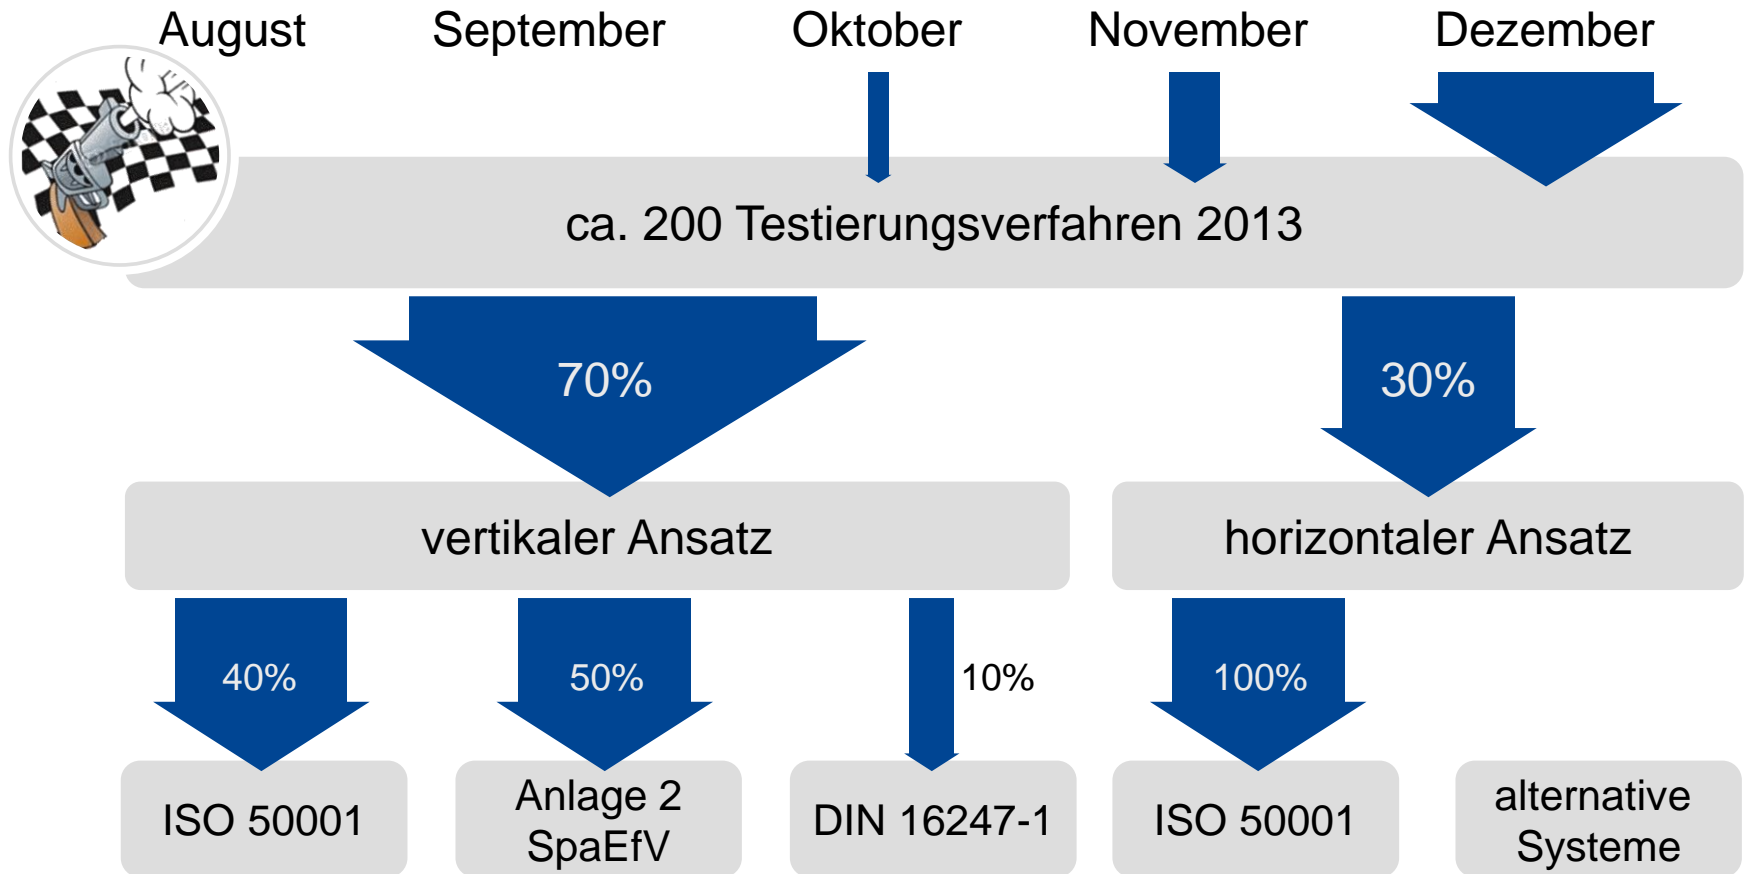 August September Oktober November Dezember
ca. 200 Testierungsverfahren 2013
70% 30%
vertikaler Ansatz horizontaler Ansatz
40% 50% 10% 100%
ISO 50001
Anlage 2
SpaEfV
DIN 16247-1
ISO 50001
alternative
Systeme